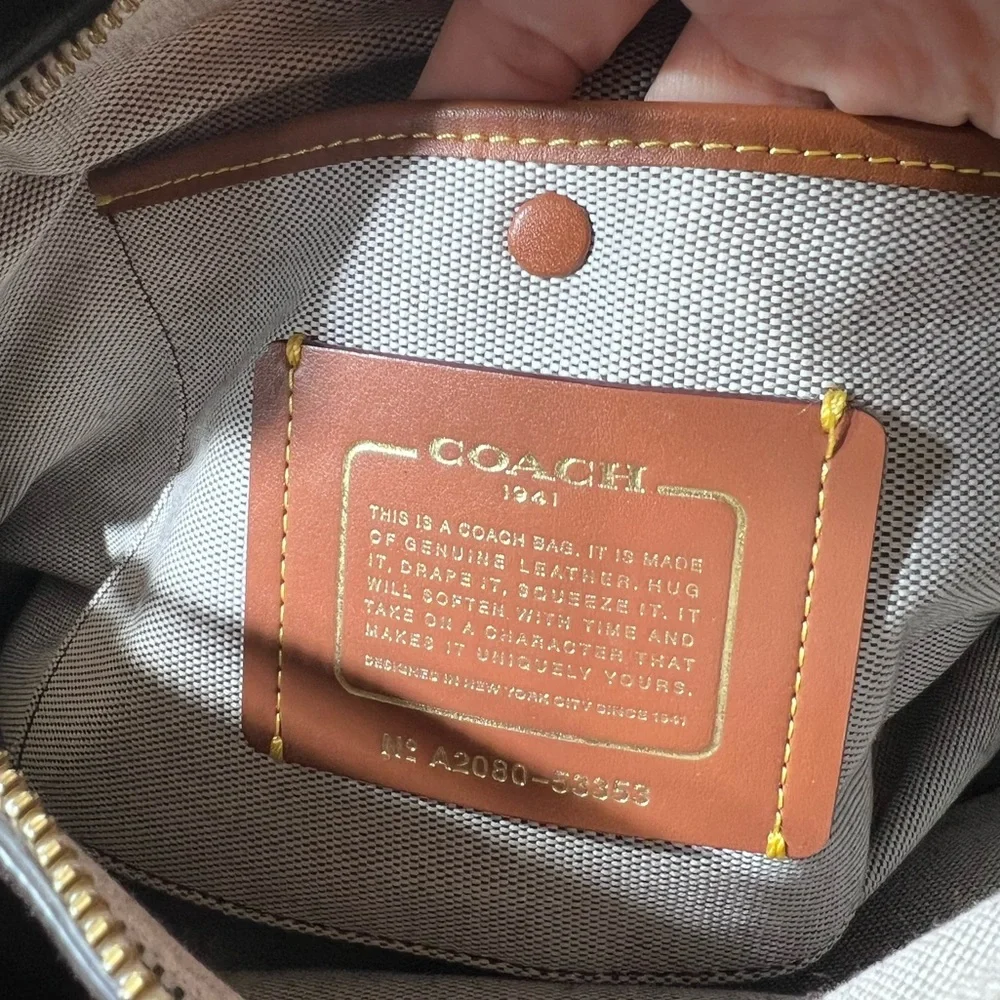 COACH
1941
THIS IS A COACH BAG. IT IS MADE
OF GENUINE LEATHER. HUG
IT, DRAPE IT, SQUEEZE IT. IT
WILL SOFTEN WITH TIME AND
TAKE ON A CHARACTER THAT
MAKES IT UNIQUELY YOURS.
DESIGNED IN NEW YORK CITY SINCE 1941
Nº A2080-53353